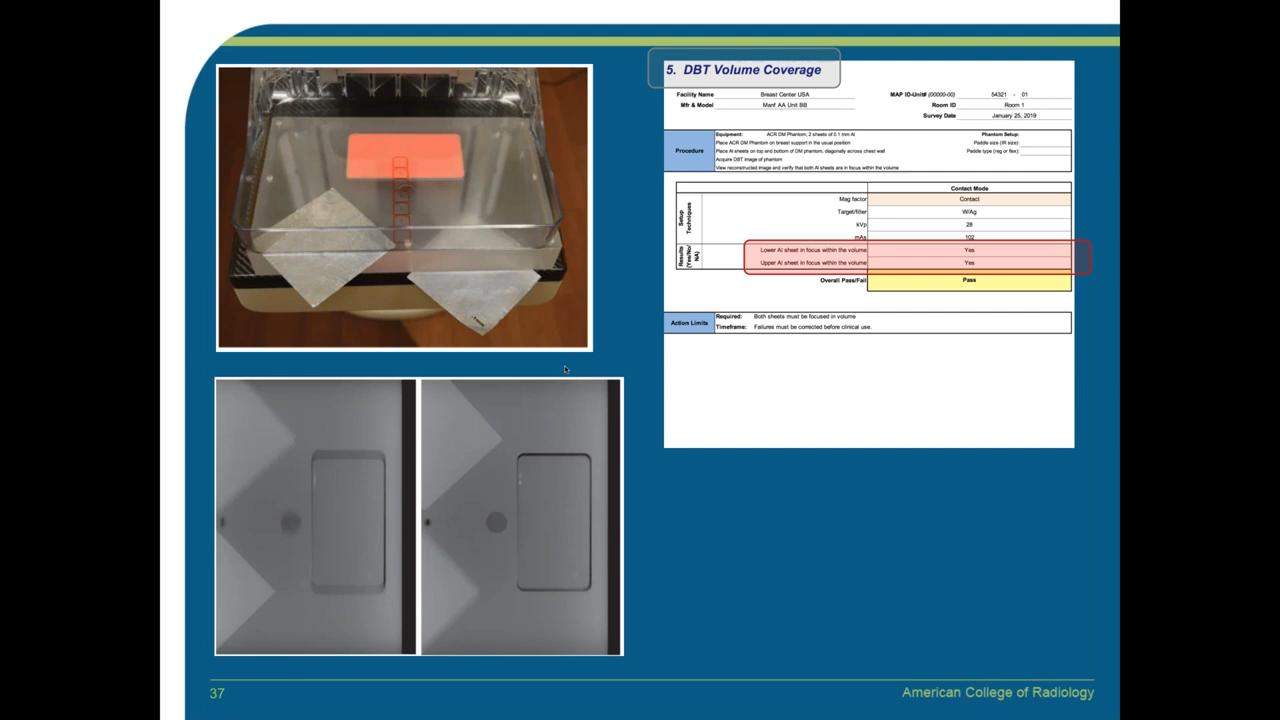 5. DBT Volume Coverage
Facility Name Breast Center USA MAP ID-Unit# (00000-00) 54321 - 01
Mfr & Model Manf AA Unit BB Room ID Room 1
Survey Date January 25, 2019
Procedure
Equipment: ACR DM Phantom, 2 sheets of 0.1 mm Al Phantom Setup:
Place ACR DM Phantom on breast support in the usual position Paddle size (IR size):
Place Al sheets on top and bottom of DM phantom, diagonally across chest wall Paddle type (reg or flex):
Acquire DBT image of phantom
View reconstructed image and verify that both Al sheets are in focus within the volume
Contact Mode
Setup Techniques
Mag factor Contact
Target/filter W/Ag
kVp 28
mAs 102
Results (Yes/No/NA)
Lower Al sheet in focus within the volume Yes
Upper Al sheet in focus within the volume Yes
Overall Pass/Fail Pass
Action Limits
Required: Both sheets must be focused in volume
Timeframe: Failures must be corrected before clinical use.
37
American College of Radiology